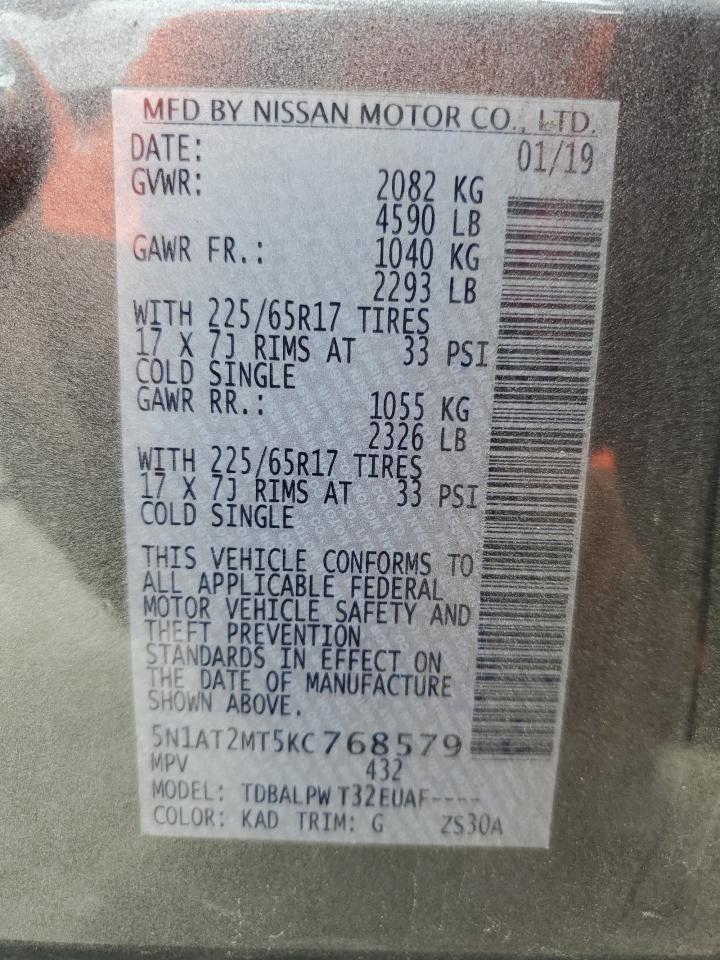 MFD BY NISSAN MOTOR CO., LTD.
DATE: 01/19
GVWR: 2082 KG
4590 LB
GAWR FR.: 1040 KG
2293 LB
WITH 225/65R17 TIRES
17 X 7J RIMS AT 33 PSI
COLD SINGLE
GAWR RR.: 1055 KG
2326 LB
WITH 225/65R17 TIRES
17 X 7J RIMS AT 33 PSI
COLD SINGLE
THIS VEHICLE CONFORMS TO
ALL APPLICABLE FEDERAL
MOTOR VEHICLE SAFETY AND
THEFT PREVENTION
STANDARDS IN EFFECT ON
THE DATE OF MANUFACTURE
SHOWN ABOVE.
5N1AT2MT5KC768579
MPV 432
MODEL: TDBALPW T32EUAF----
COLOR: KAD TRIM: G ZS30A